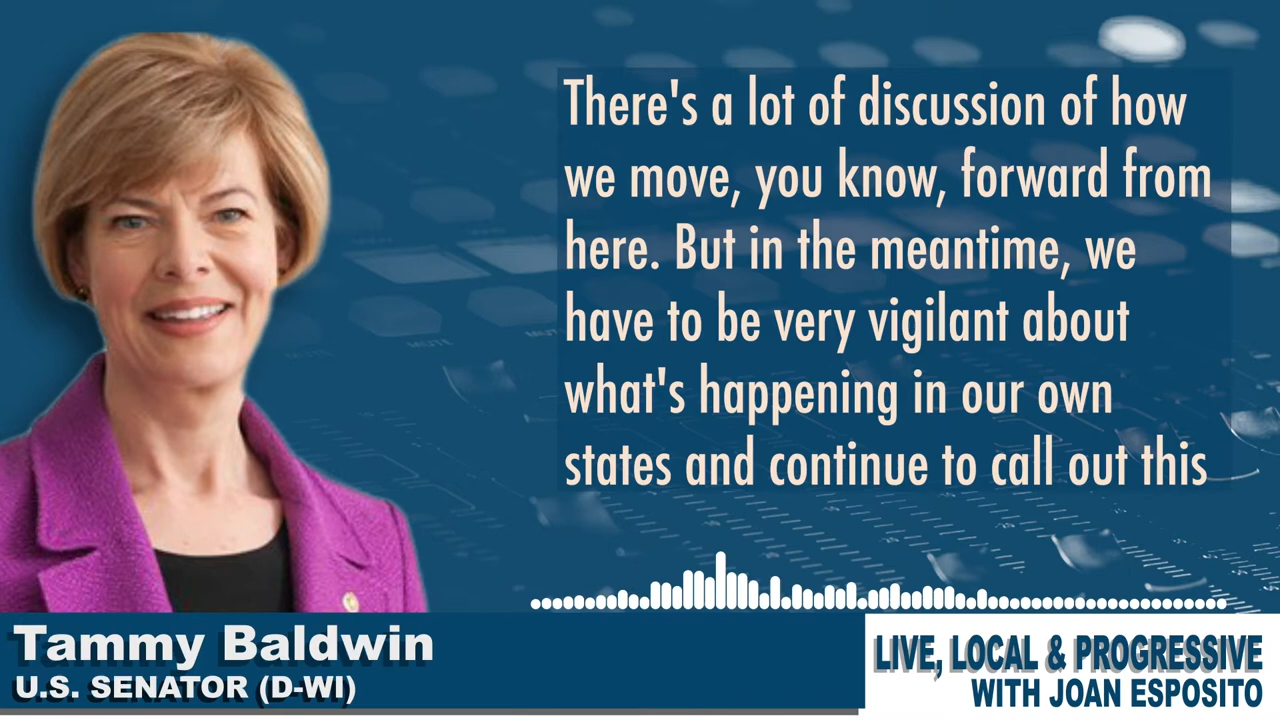 There's a lot of discussion of how
we move, you know, forward from
here. But in the meantime, we
have to be very vigilant about
what's happening in our own
states and continue to call out this
Tammy Baldwin
U.S. SENATOR (D-WI)
LIVE, LOCAL & PROGRESSIVE
WITH JOAN ESPOSITO
MUTE